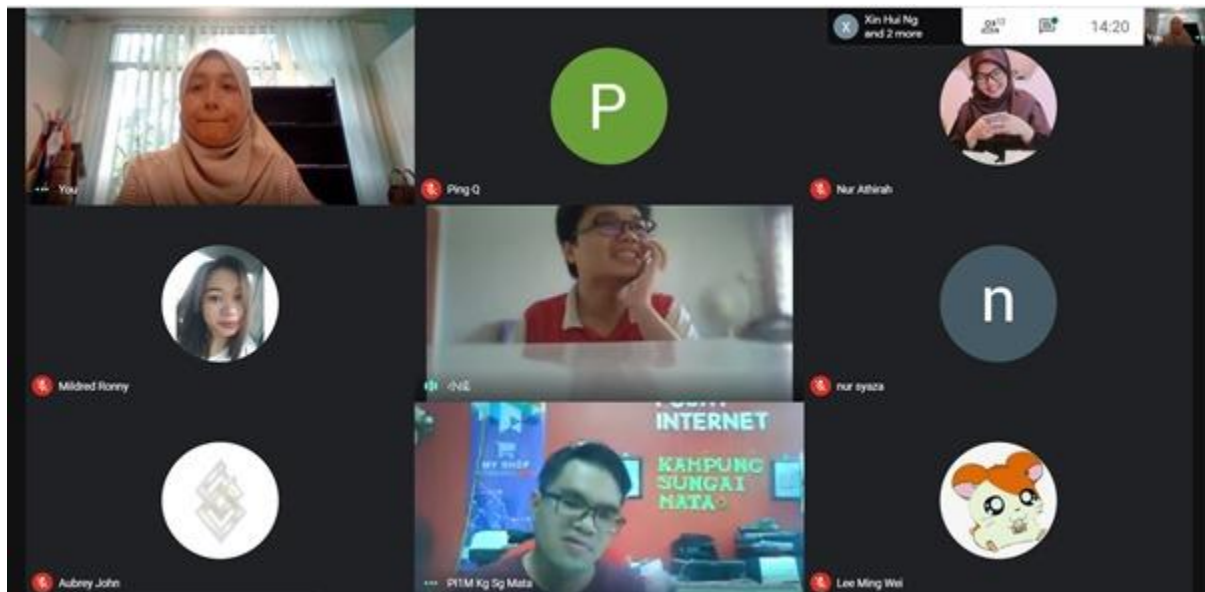 X
Xin Hui Ng
and 2 more
14:20
You
P
Ping Q
Nur Athirah
Mildred Ronny
n
nur syaza
INTERNET
MY SHOP
KAMPUNG
SUNGAI
MATA
Aubrey John
PI1M Kg Sg Mata
Lee Ming Wei